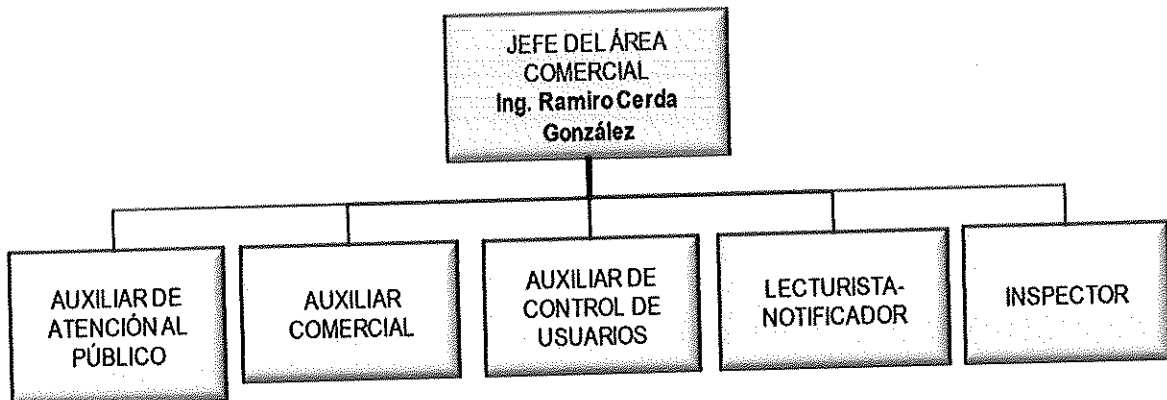 JEFE DEL ÁREA
COMERCIAL
Ing. Ramiro Cerda
González
AUXILIAR DE
ATENCIÓN AL
PÚBLICO
AUXILIAR
COMERCIAL
AUXILIAR DE
CONTROL DE
USUARIOS
LECTURISTA-
NOTIFICADOR
INSPECTOR